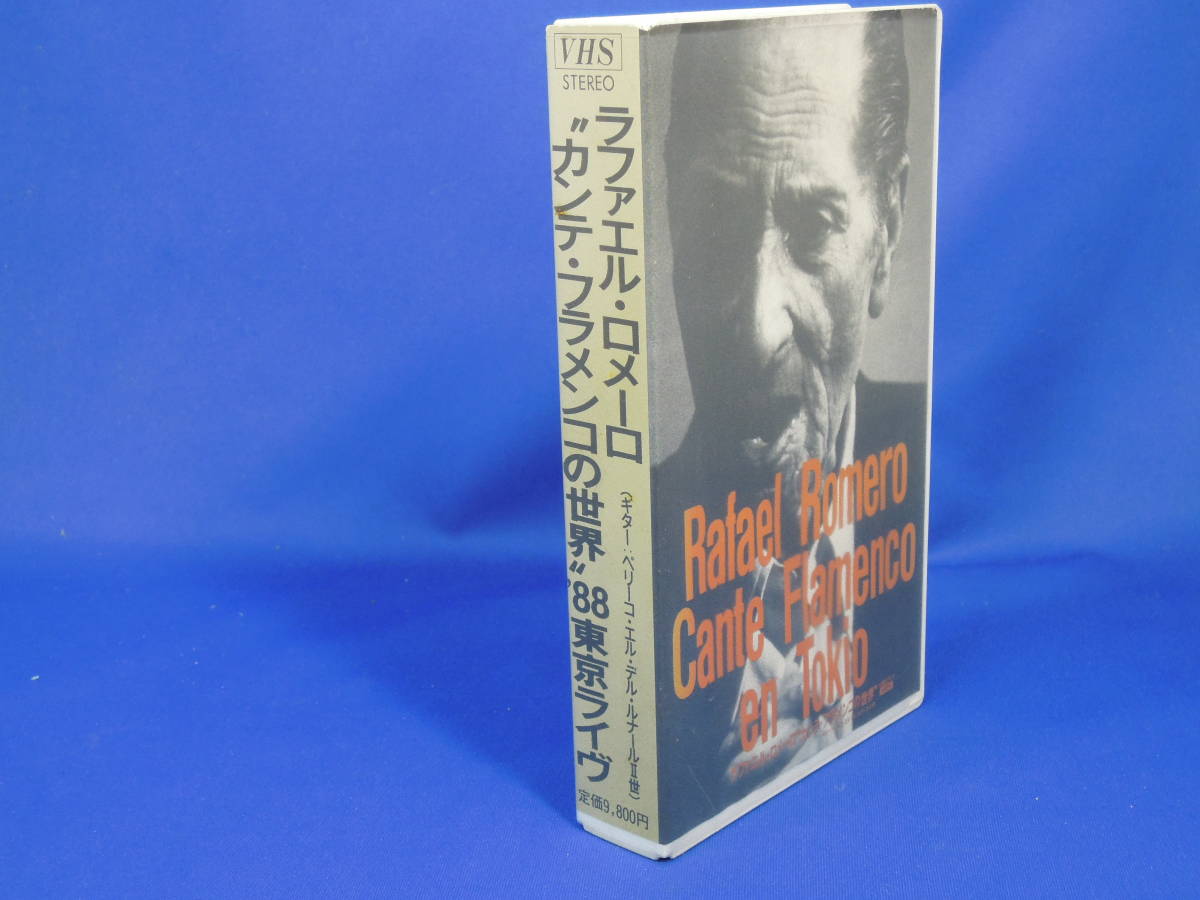 VHS
STEREO
ラファエル・ロメーロ
(ギター:ペリーコ・エル・デル・ルナールⅡ世)
“カンテ・フラメンコの世界”'88東京ライヴ
定価9,800円
Rafael Romero
Cante Flamenco
en Tokio